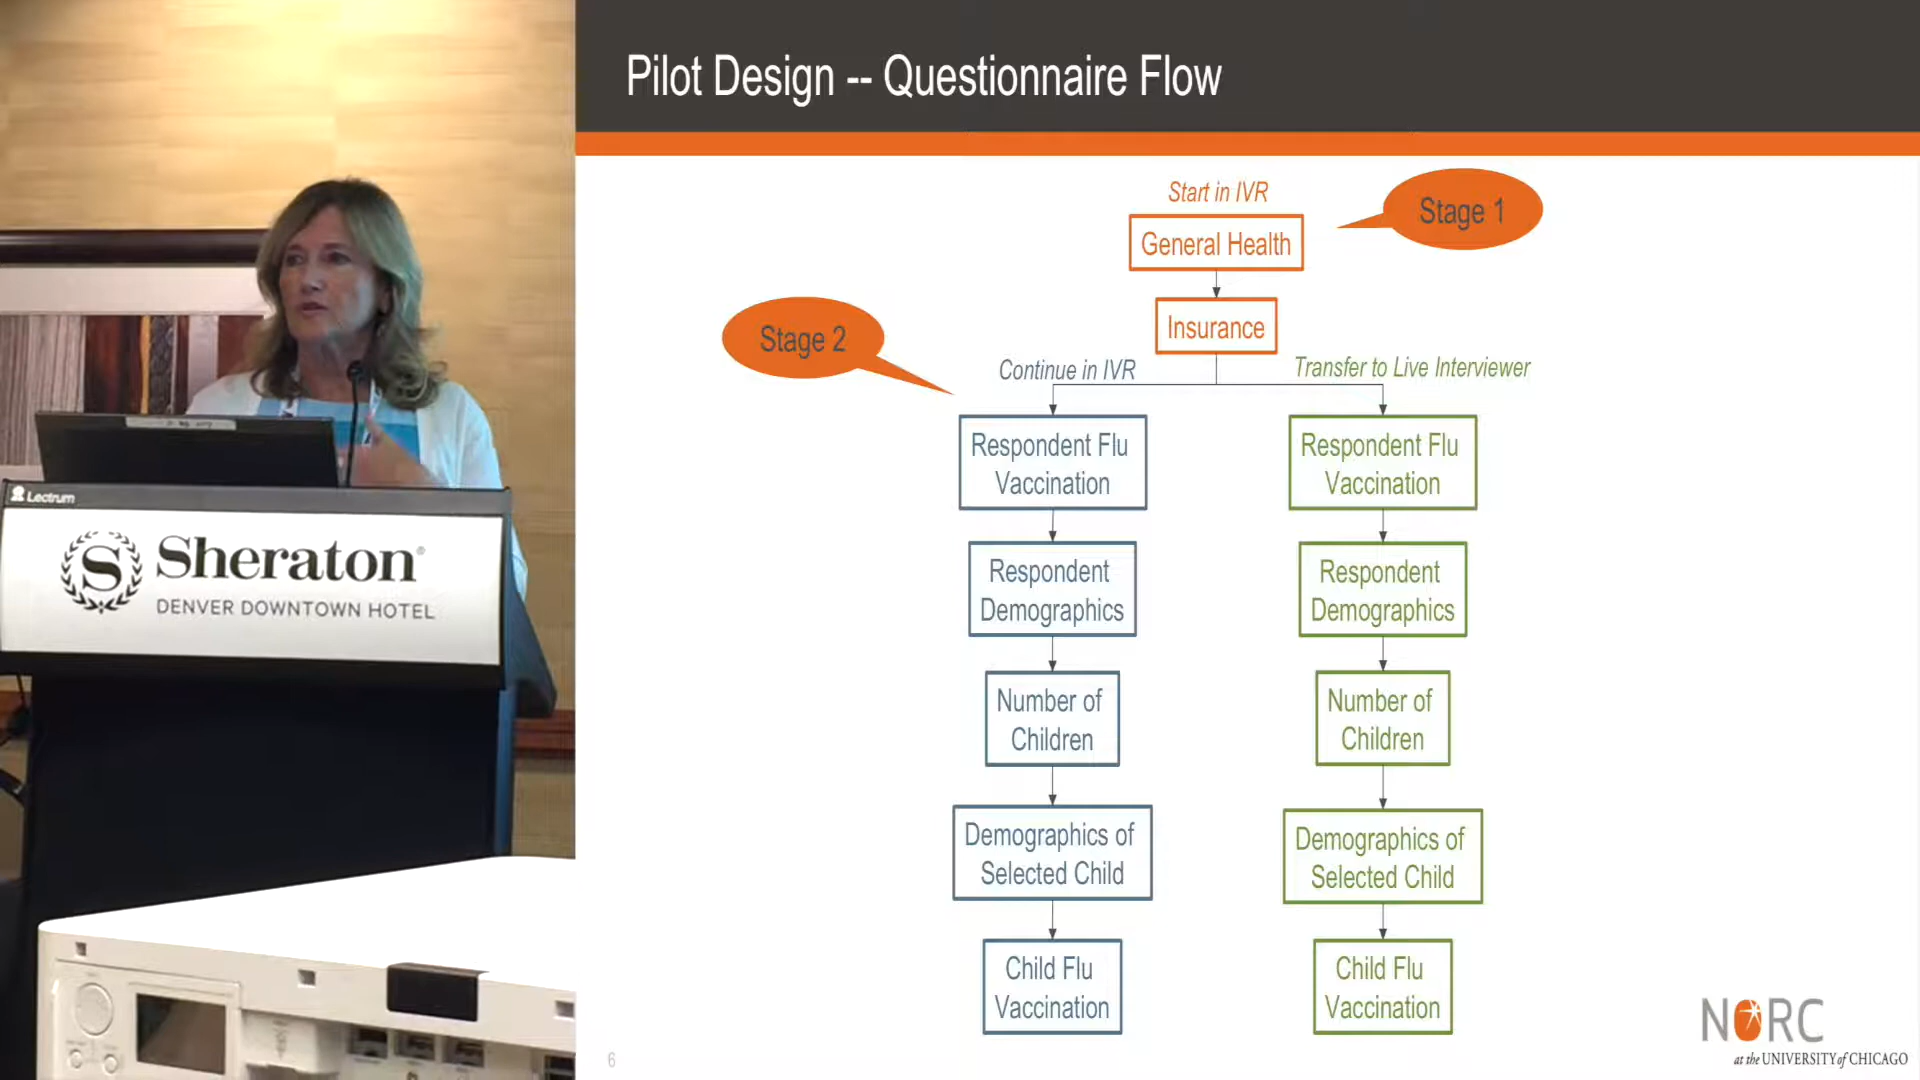 Pilot Design -- Questionnaire Flow
Start in IVR
Stage 1
General Health
Insurance
Stage 2
Continue in IVR
Transfer to Live Interviewer
Respondent Flu
Vaccination
Respondent
Demographics
Number of
Children
Demographics of
Selected Child
Child Flu
Vaccination
Respondent Flu
Vaccination
Respondent
Demographics
Number of
Children
Demographics of
Selected Child
Child Flu
Vaccination
6
NORC
at the UNIVERSITY of CHICAGO
Lectrum
S
Sheraton®
DENVER DOWNTOWN HOTEL